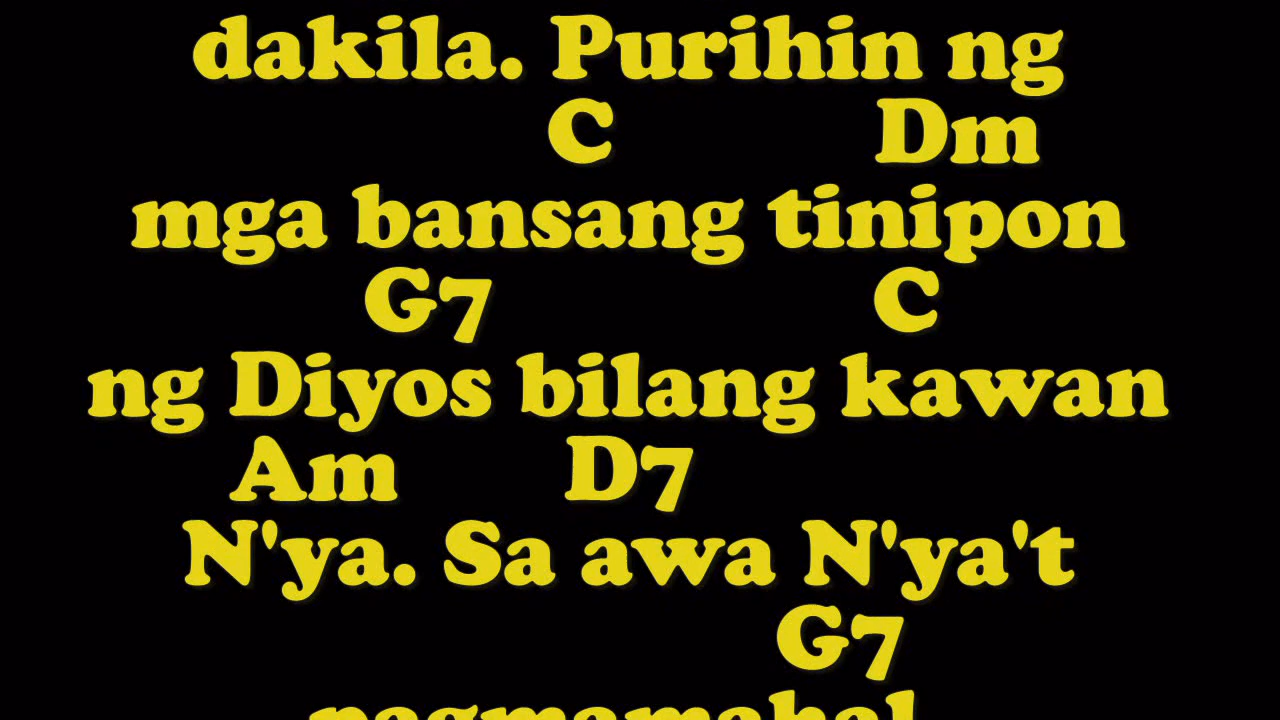 dakila. Purihin ng
C Dm
mga bansang tinipon
G7 C
ng Diyos bilang kawan
Am D7
N'ya. Sa awa N'ya't
G7
pagmamahal